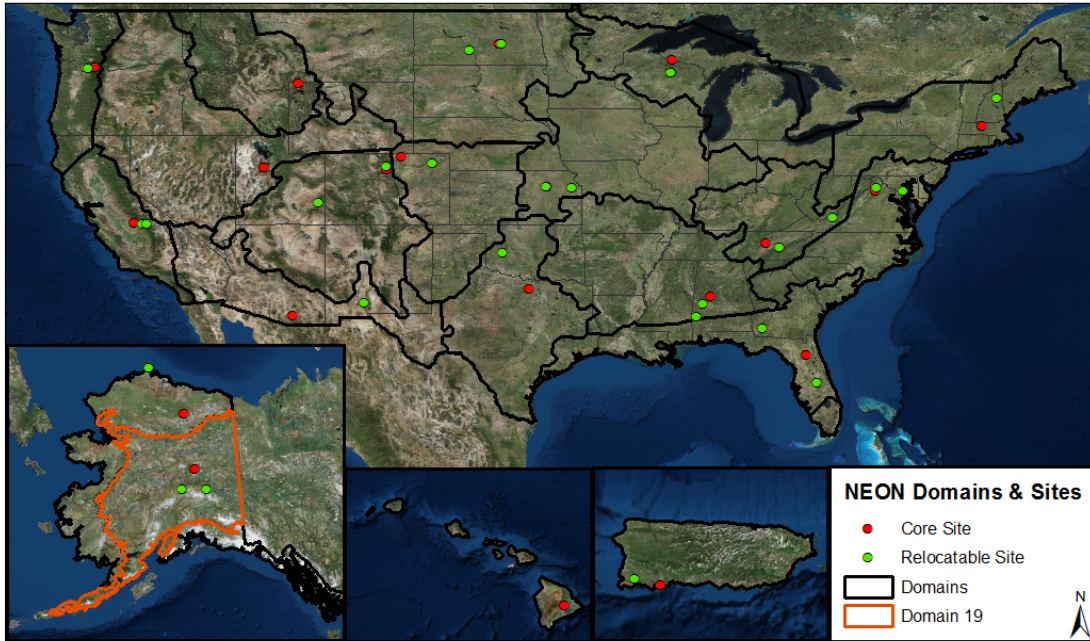 NEON Domains & Sites
Core Site
Relocatable Site
Domains
Domain 19
N